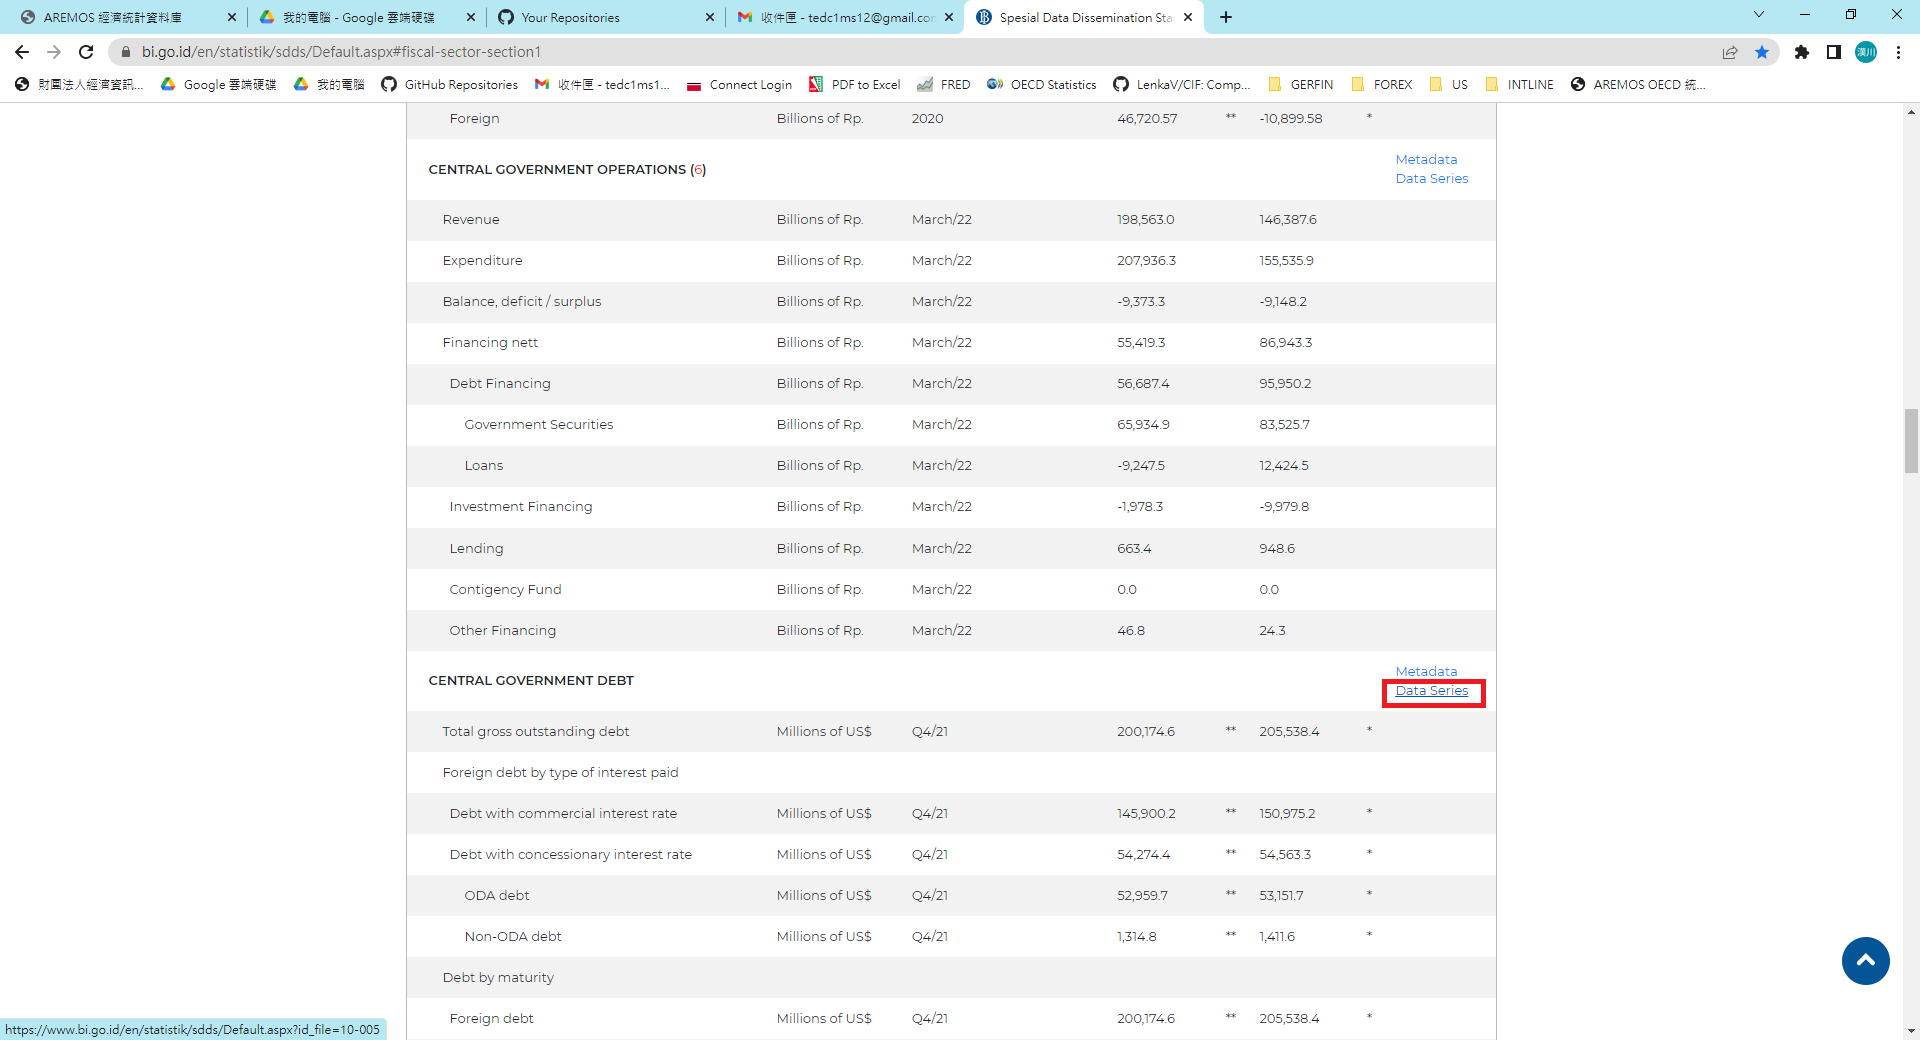 AREMOS 經濟統計資料庫
我的電腦 - Google 雲端硬碟
Your Repositories
收件匣 - tedc1ms12@gmail.co
Spesial Data Dissemination Sta
bi.go.id/en/statistik/sdds/Default.aspx#fiscal-sector-section1
漢川
財團法人經濟資訊...
Google 雲端硬碟
我的電腦
GitHub Repositories
收件匣 - tedc1ms1...
Connect Login
PDF to Excel
FRED
OECD Statistics
LenkaV/CIF: Comp...
GERFIN
FOREX
US
INTLINE
AREMOS OECD 統...
Foreign Billions of Rp. 2020 46,720.57 ** -10,899.58 *
CENTRAL GOVERNMENT OPERATIONS (6)
Metadata
Data Series
Revenue Billions of Rp. March/22 198,563.0 146,387.6
Expenditure Billions of Rp. March/22 207,936.3 155,535.9
Balance, deficit / surplus Billions of Rp. March/22 -9,373.3 -9,148.2
Financing nett Billions of Rp. March/22 55,419.3 86,943.3
Debt Financing Billions of Rp. March/22 56,687.4 95,950.2
Government Securities Billions of Rp. March/22 65,934.9 83,525.7
Loans Billions of Rp. March/22 -9,247.5 12,424.5
Investment Financing Billions of Rp. March/22 -1,978.3 -9,979.8
Lending Billions of Rp. March/22 663.4 948.6
Contigency Fund Billions of Rp. March/22 0.0 0.0
Other Financing Billions of Rp. March/22 46.8 24.3
CENTRAL GOVERNMENT DEBT
Metadata
Data Series
Total gross outstanding debt Millions of US$ Q4/21 200,174.6 ** 205,538.4 *
Foreign debt by type of interest paid
Debt with commercial interest rate Millions of US$ Q4/21 145,900.2 ** 150,975.2 *
Debt with concessionary interest rate Millions of US$ Q4/21 54,274.4 ** 54,563.3 *
ODA debt Millions of US$ Q4/21 52,959.7 ** 53,151.7 *
Non-ODA debt Millions of US$ Q4/21 1,314.8 ** 1,411.6 *
Debt by maturity
Foreign debt Millions of US$ Q4/21 200,174.6 ** 205,538.4 *
https://www.bi.go.id/en/statistik/sdds/Default.aspx?id_file=10-005